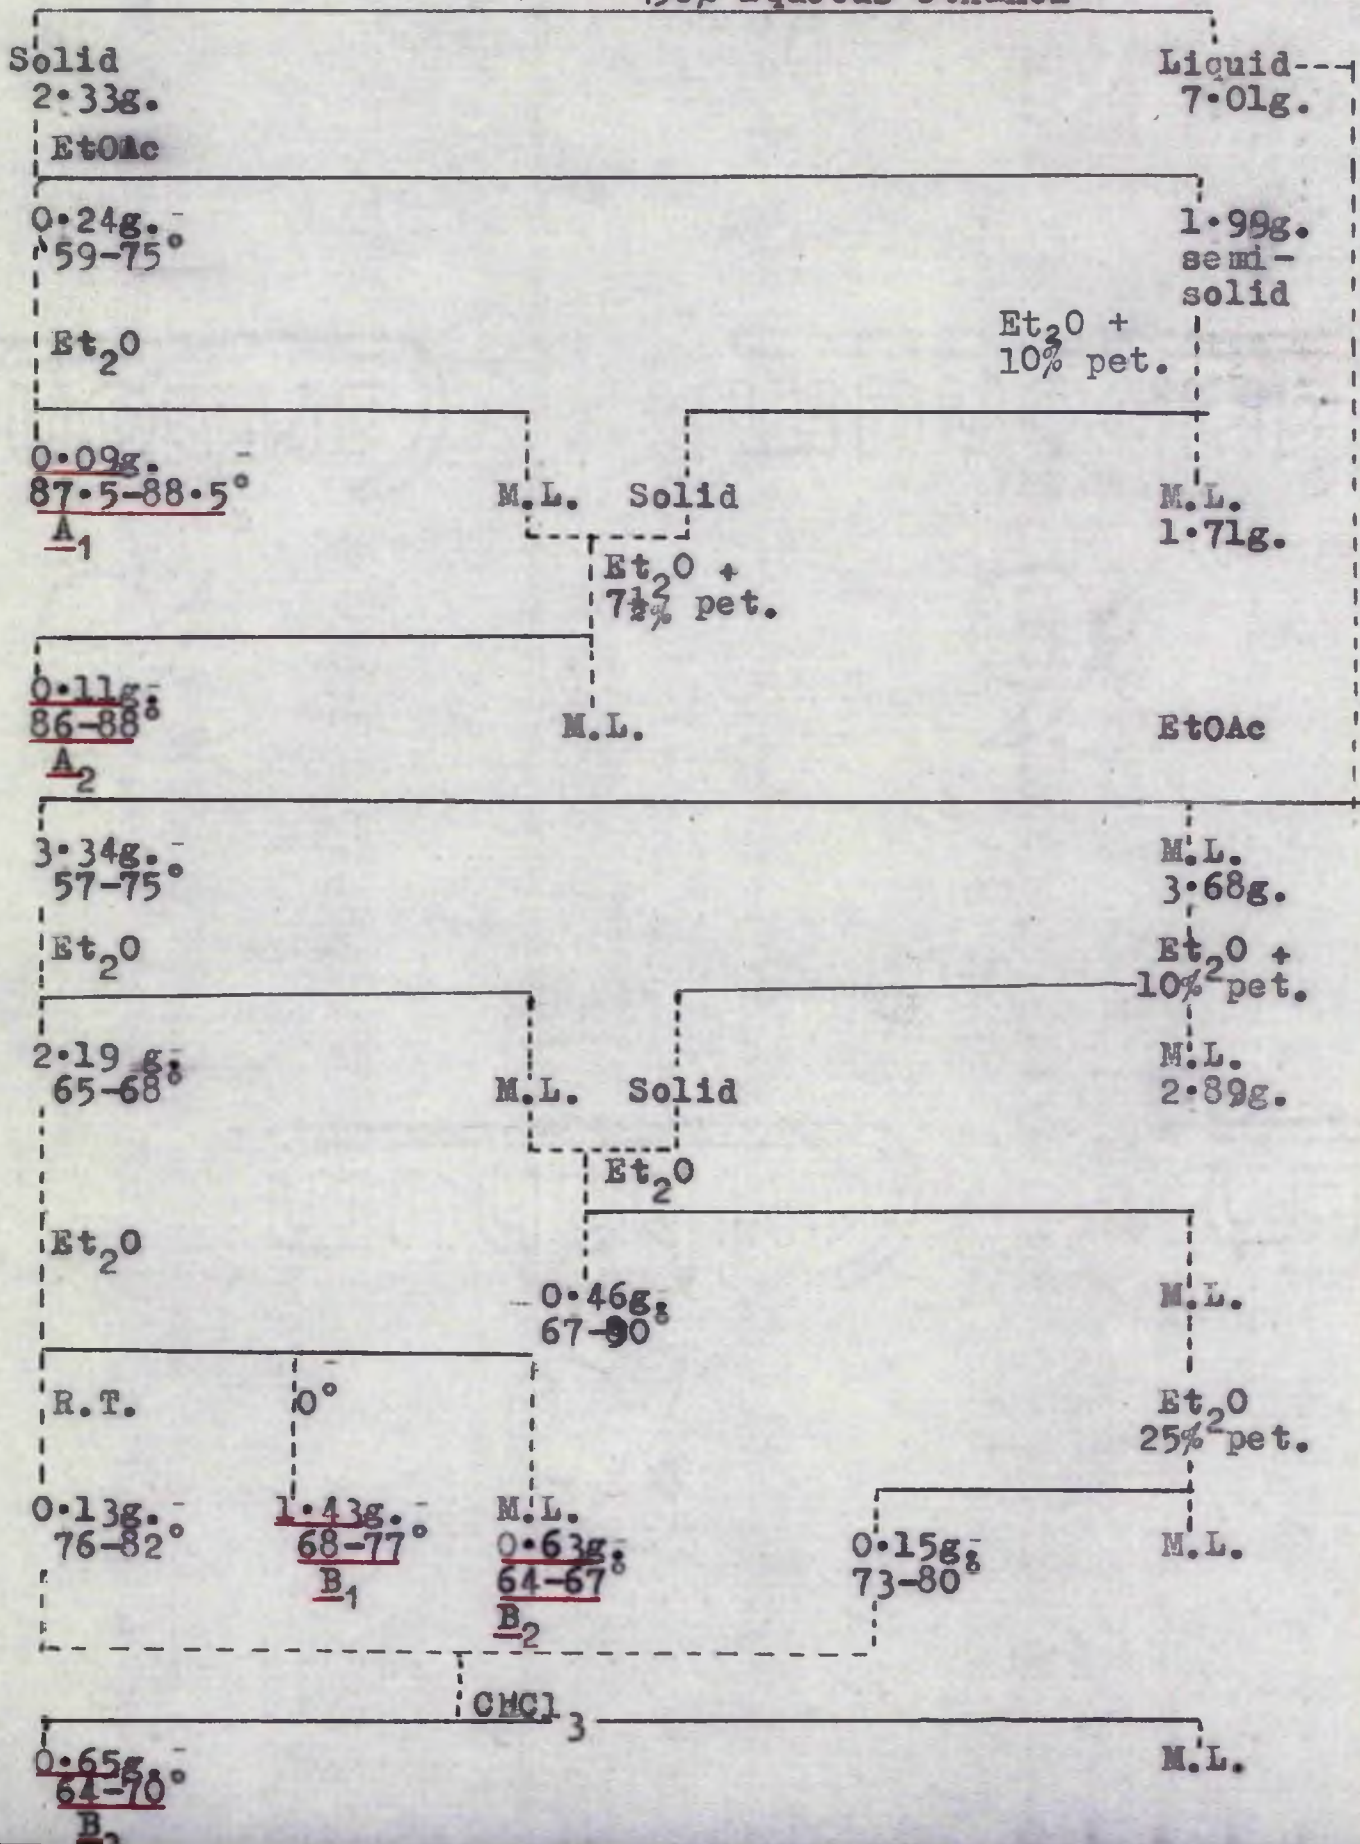 Aqueous ethanol
Solid
2·33g.
Liquid
7·01g.
EtOAc
0·24g.
59-75°
1·99g.
semi-
solid
Et2O
Et2O +
10% pet.
0·09g.
87·5-88·5°
A1
M.L.
Solid
M.L.
1·71g.
Et2O +
7½% pet.
0·11g.
86-88°
A2
M.L.
EtOAc
3·34g.
57-75°
M.L.
3·68g.
Et2O
Et2O +
10% pet.
2·19 g.
65-68°
M.L.
Solid
M.L.
2·89g.
Et2O
Et2O
0·46g.
67-90°
M.L.
R.T.
0°
Et2O
25% pet.
0·13g.
76-82°
1·43g.
68-77°
B1
M.L.
0·63g.
64-67°
B2
0·15g.
73-80°
M.L.
CHCl3
0·65g.
64-70°
B3
M.L.